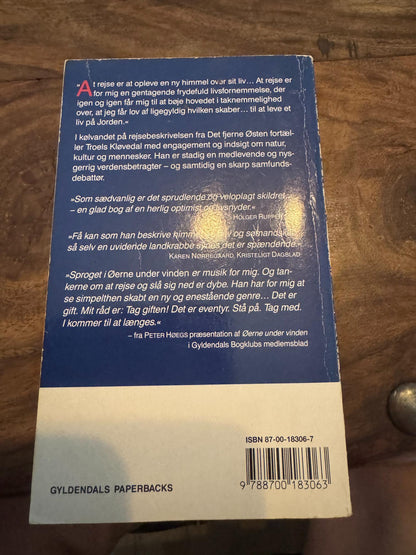 »At rejse er at opleve en ny himmel over sit liv... At rejse er
for mig en gentagende frydefuld livsfornemmelse, der
igen og igen får mig til at bøje hovedet i taknemmelighed
over, at jeg får lov af ligegyldig hvilken skaber... til at leve et
liv på Jorden.«
I kølvandet på rejsebeskrivelsen fra Det fjerne Østen fortæl-
ler Troels Kløvedal med engagement og indsigt om natur,
kultur og mennesker. Han er stadig en medlevende og nys-
gerrig verdensbetragter – og samtidig en skarp samfunds-
debattør.
»Som sædvanlig er det sprudlende og veloplagt skildret
– en glad bog af en herlig optimist og livsnyder.«
HOLGER
»Få kan som han beskrive himmel, hav og sømandskab,
så selv en uvidende landkrabbe synes det er spændende.«
KAREN NØRREGAARD, KRISTELIGT DAGBLAD
»Sproget i Øerne under vinden er musik for mig. Og tan-
kerne om at rejse og slå sig ned er dybe. Han har for mig at
se simpelthen skabt en ny og enestående genre... Det er
gift. Mit råd er: Tag giften! Det er eventyr. Stå på. Tag med.
I kommer til at længes.«
– fra PETER HØEGS præsentation af Øerne under vinden
i Gyldendals Bogklubs medlemsblad
ISBN 87-00-18306-7
9 788700 183063
GYLDENDALS PAPERBACKS